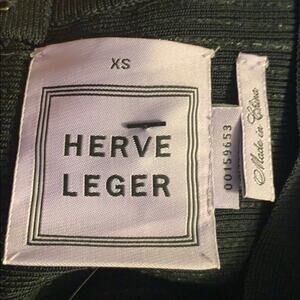 XS
HERVE
LEGER
00159653
Made in China